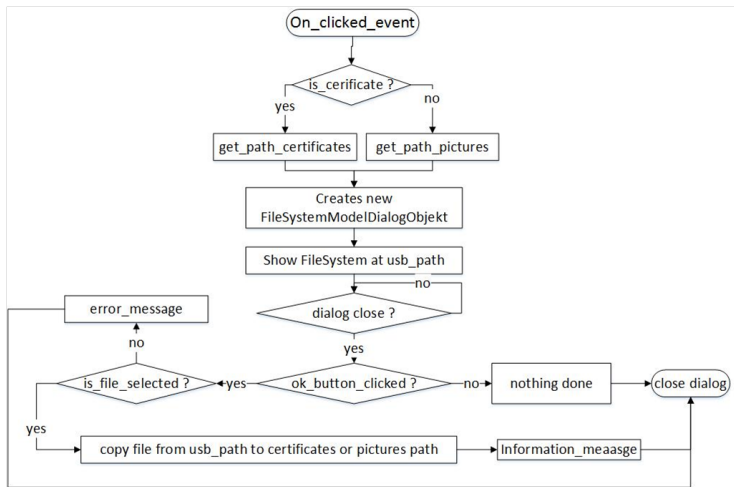 On_clicked_event
is_cerificate ?
yes
no
get_path_certificates
get_path_pictures
Creates new
FileSystemModelDialogObjekt
Show FileSystem at usb_path
no
dialog close ?
error_message
yes
no
is_file_selected ?
yes
ok_button_clicked ?
no
nothing done
close dialog
yes
copy file from usb_path to certificates or pictures path
Information_meaasge